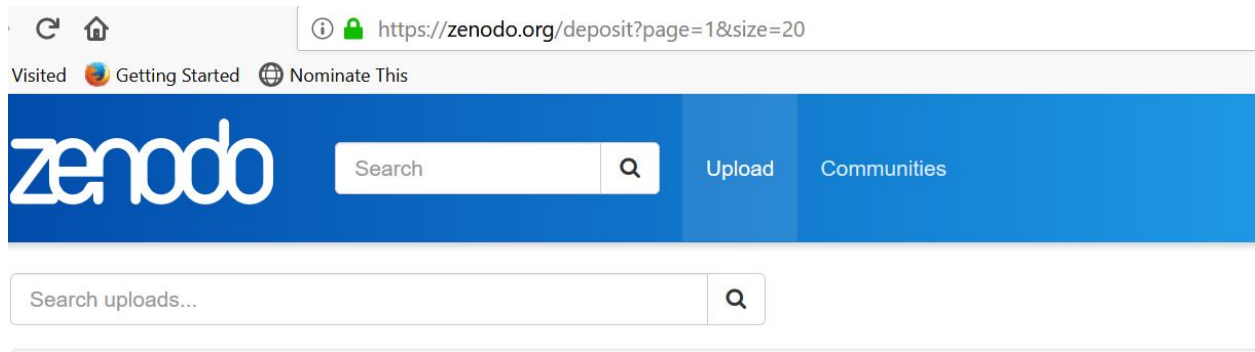 https://zenodo.org/deposit?page=1&size=20
Visited Getting Started Nominate This
zenodo Search Upload Communities
Search uploads...